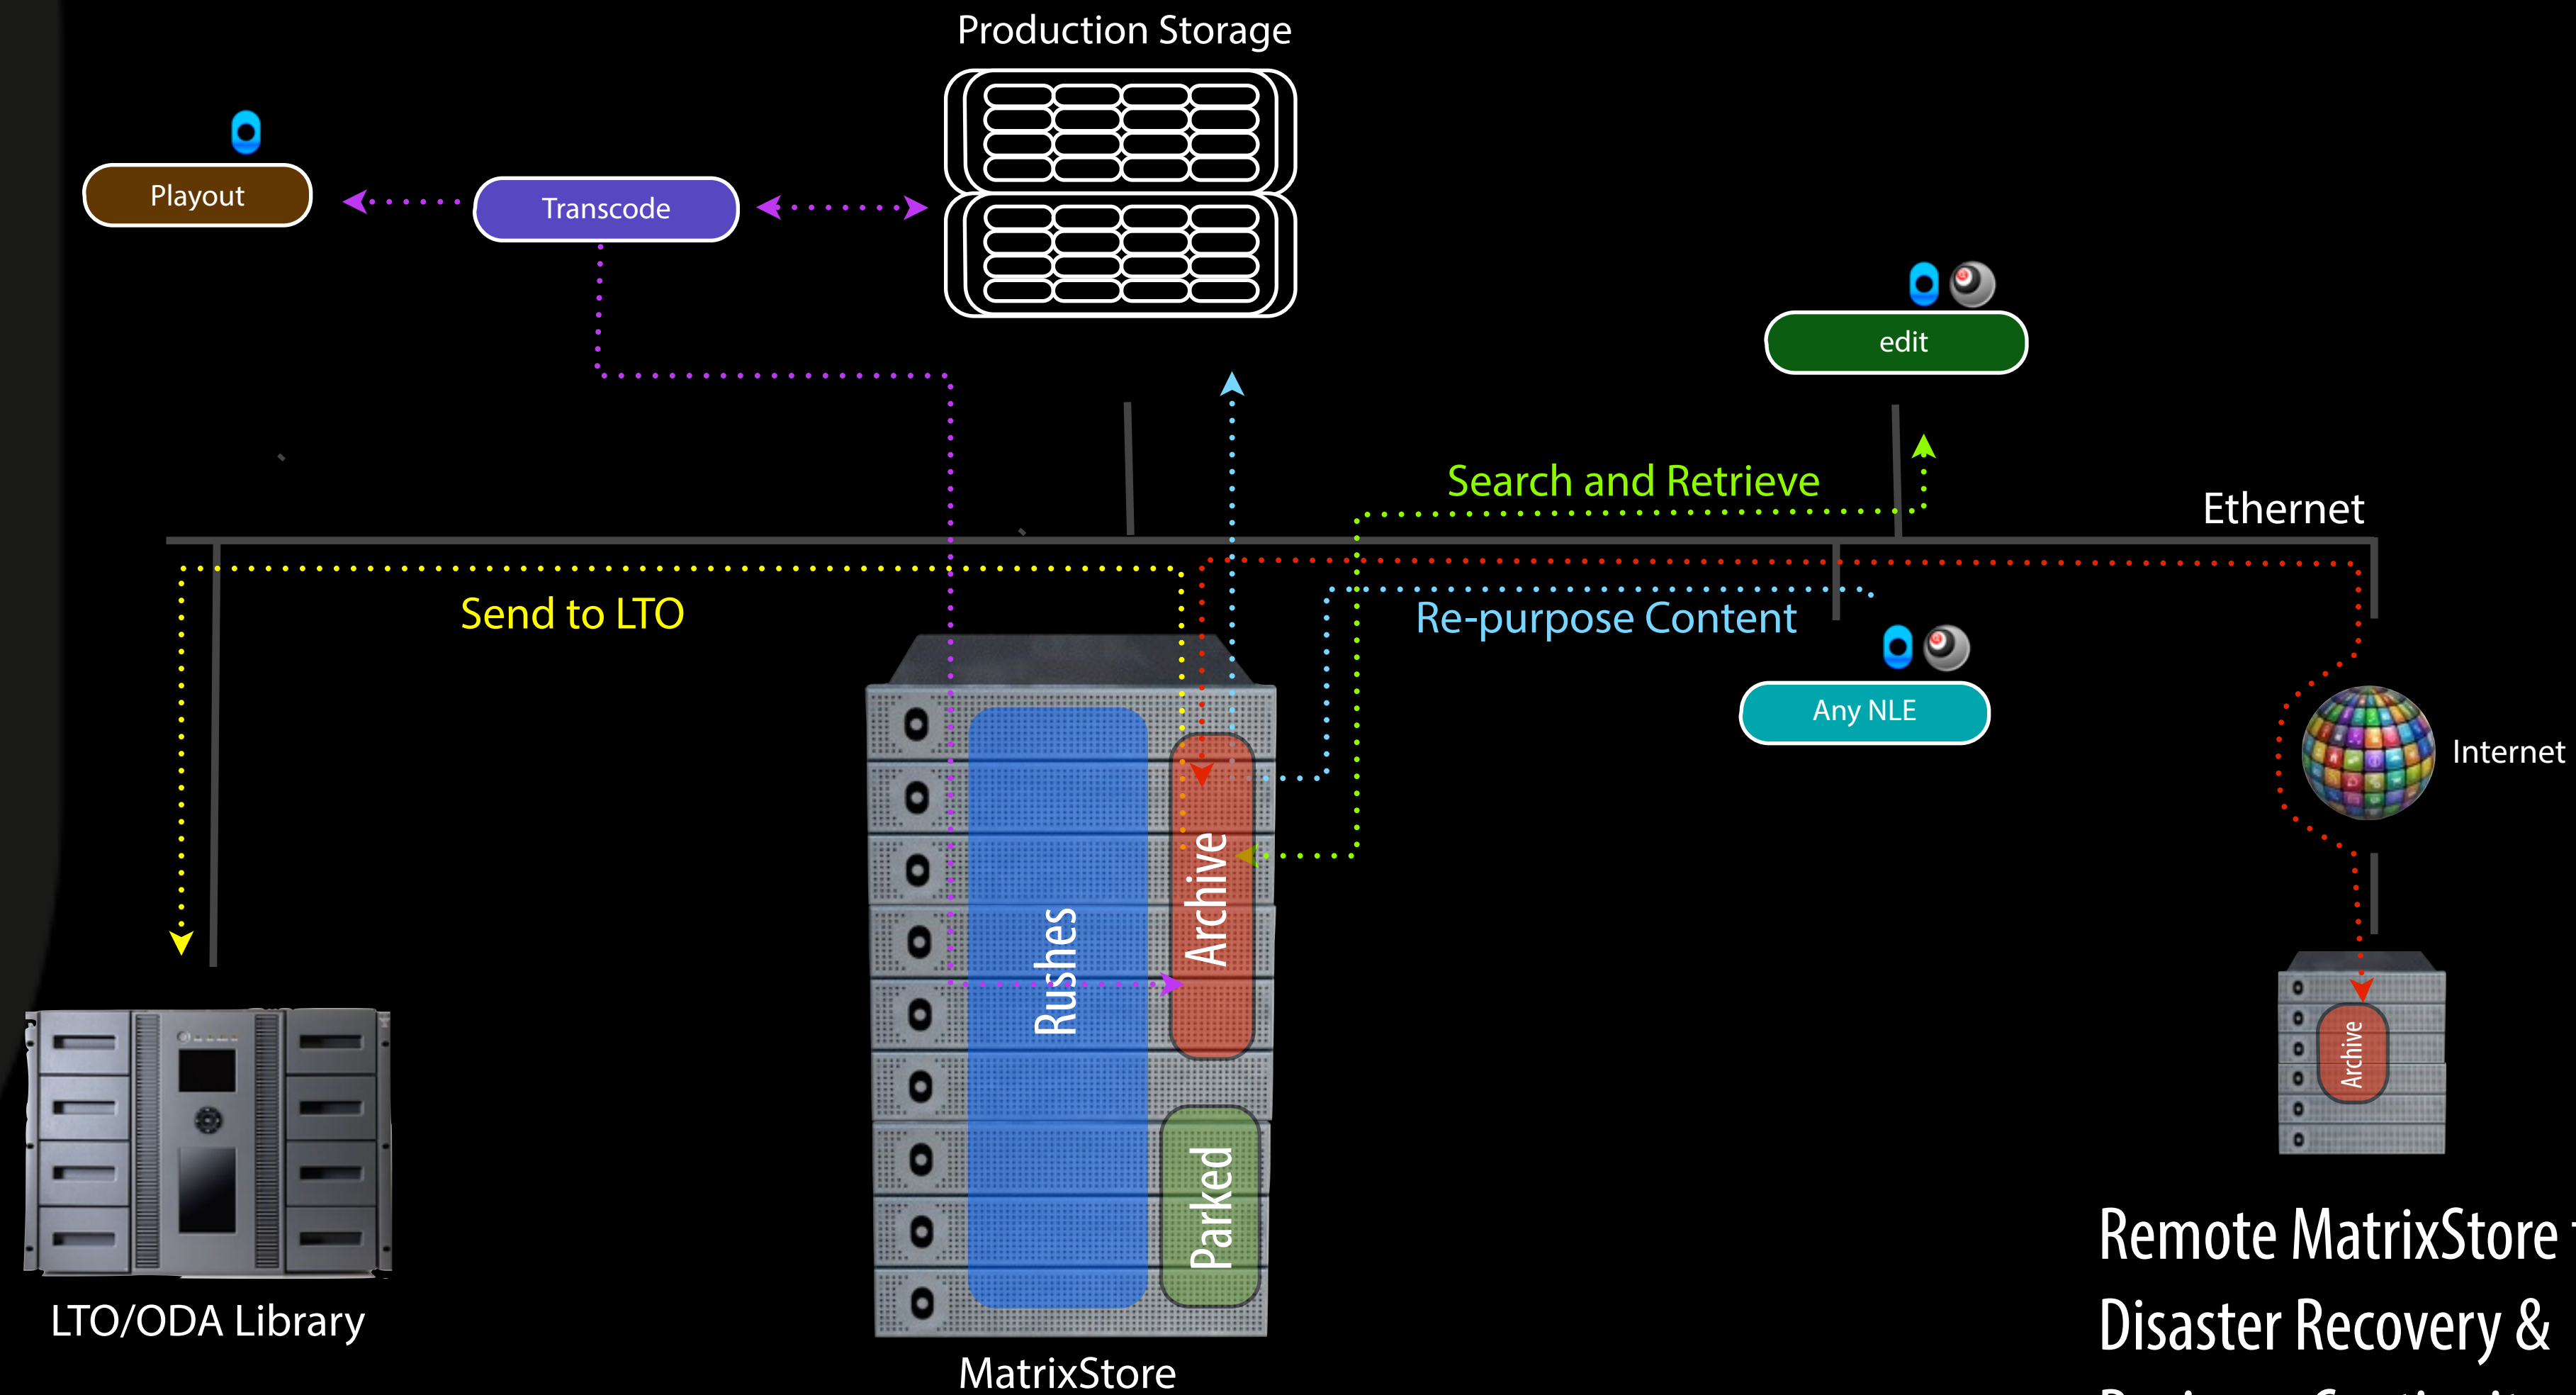 Production Storage
Playout
Transcode
edit
Search and Retrieve
Ethernet
Send to LTO
Re-purpose Content
Any NLE
Internet
Archive
Rushes
Parked
Archive
LTO/ODA Library
MatrixStore
Remote MatrixStore
Disaster Recovery &